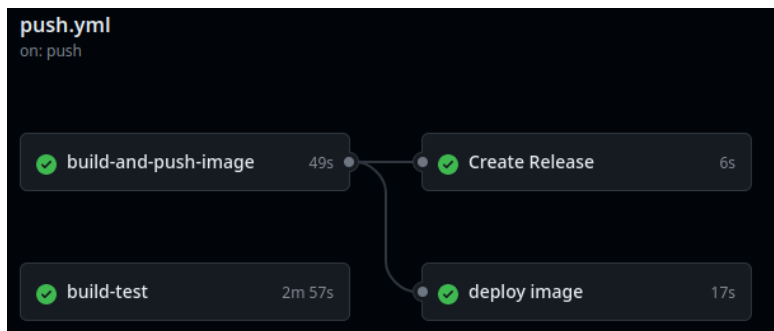 push.yml
on: push
build-and-push-image 49s
Create Release 6s
build-test 2m 57s
deploy image 17s